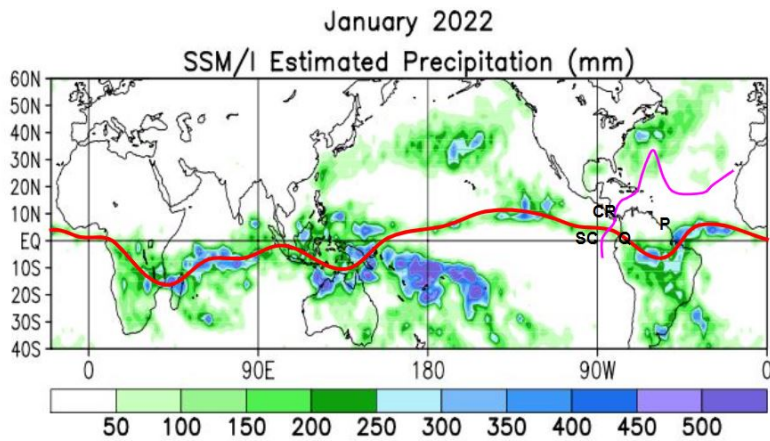 January 2022
SSM/I Estimated Precipitation (mm)
60N
50N
40N
30N
20N
10N
EQ
10S
20S
30S
40S
CR
P
SC
Q
0
90E
180
90W
0
50
100
150
200
250
300
350
400
450
500